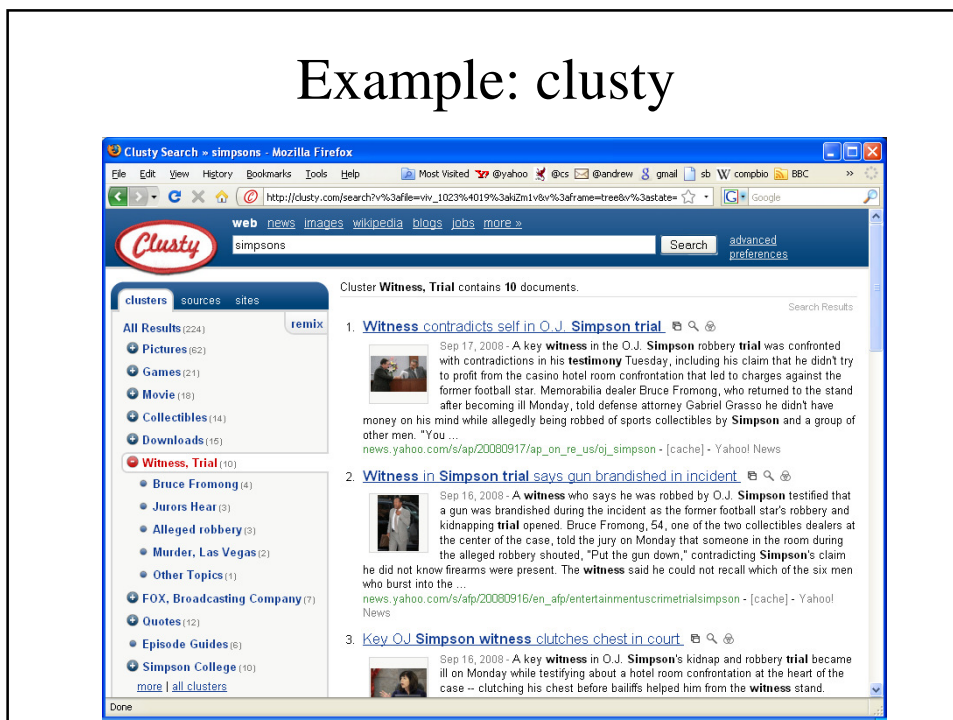 Example: clusty
Clusty Search » simpsons - Mozilla Firefox
File Edit View History Bookmarks Tools Help Most Visited @yahoo @cs @andrew gmail sb compbio BBC »
http://clusty.com/search?v%3afile=viv_1023%4019%3akiZm1v&v%3aframe=tree&v%3astate= Google
Clusty
web news images wikipedia blogs jobs more »
simpsons Search advanced
preferences
clusters sources sites
remix
All Results (224)
Pictures (62)
Games (21)
Movie (18)
Collectibles (14)
Downloads (15)
Witness, Trial (10)
Bruce Fromong (4)
Jurors Hear (3)
Alleged robbery (3)
Murder, Las Vegas (2)
Other Topics (1)
FOX, Broadcasting Company (7)
Quotes (12)
Episode Guides (6)
Simpson College (10)
more | all clusters
Cluster Witness, Trial contains 10 documents.
Search Results
1. Witness contradicts self in O.J. Simpson trial
Sep 17, 2008 - A key witness in the O.J. Simpson robbery trial was confronted
with contradictions in his testimony Tuesday, including his claim that he didn't try
to profit from the casino hotel room confrontation that led to charges against the
former football star. Memorabilia dealer Bruce Fromong, who returned to the stand
after becoming ill Monday, told defense attorney Gabriel Grasso he didn't have
money on his mind while allegedly being robbed of sports collectibles by Simpson and a group of
other men. "You ...
news.yahoo.com/s/ap/20080917/ap_on_re_us/oj_simpson - [cache] - Yahoo! News
2. Witness in Simpson trial says gun brandished in incident
Sep 16, 2008 - A witness who says he was robbed by O.J. Simpson testified that
a gun was brandished during the incident as the former football star's robbery and
kidnapping trial opened. Bruce Fromong, 54, one of the two collectibles dealers at
the center of the case, told the jury on Monday that someone in the room during
the alleged robbery shouted, "Put the gun down," contradicting Simpson's claim
he did not know firearms were present. The witness said he could not recall which of the six men
who burst into the ...
news.yahoo.com/s/afp/20080916/en_afp/entertainmentuscrimetrialsimpson - [cache] - Yahoo!
News
3. Key OJ Simpson witness clutches chest in court
Sep 16, 2008 - A key witness in O.J. Simpson's kidnap and robbery trial became
ill on Monday while testifying about a hotel room confrontation at the heart of the
case -- clutching his chest before bailiffs helped him from the witness stand.
Done